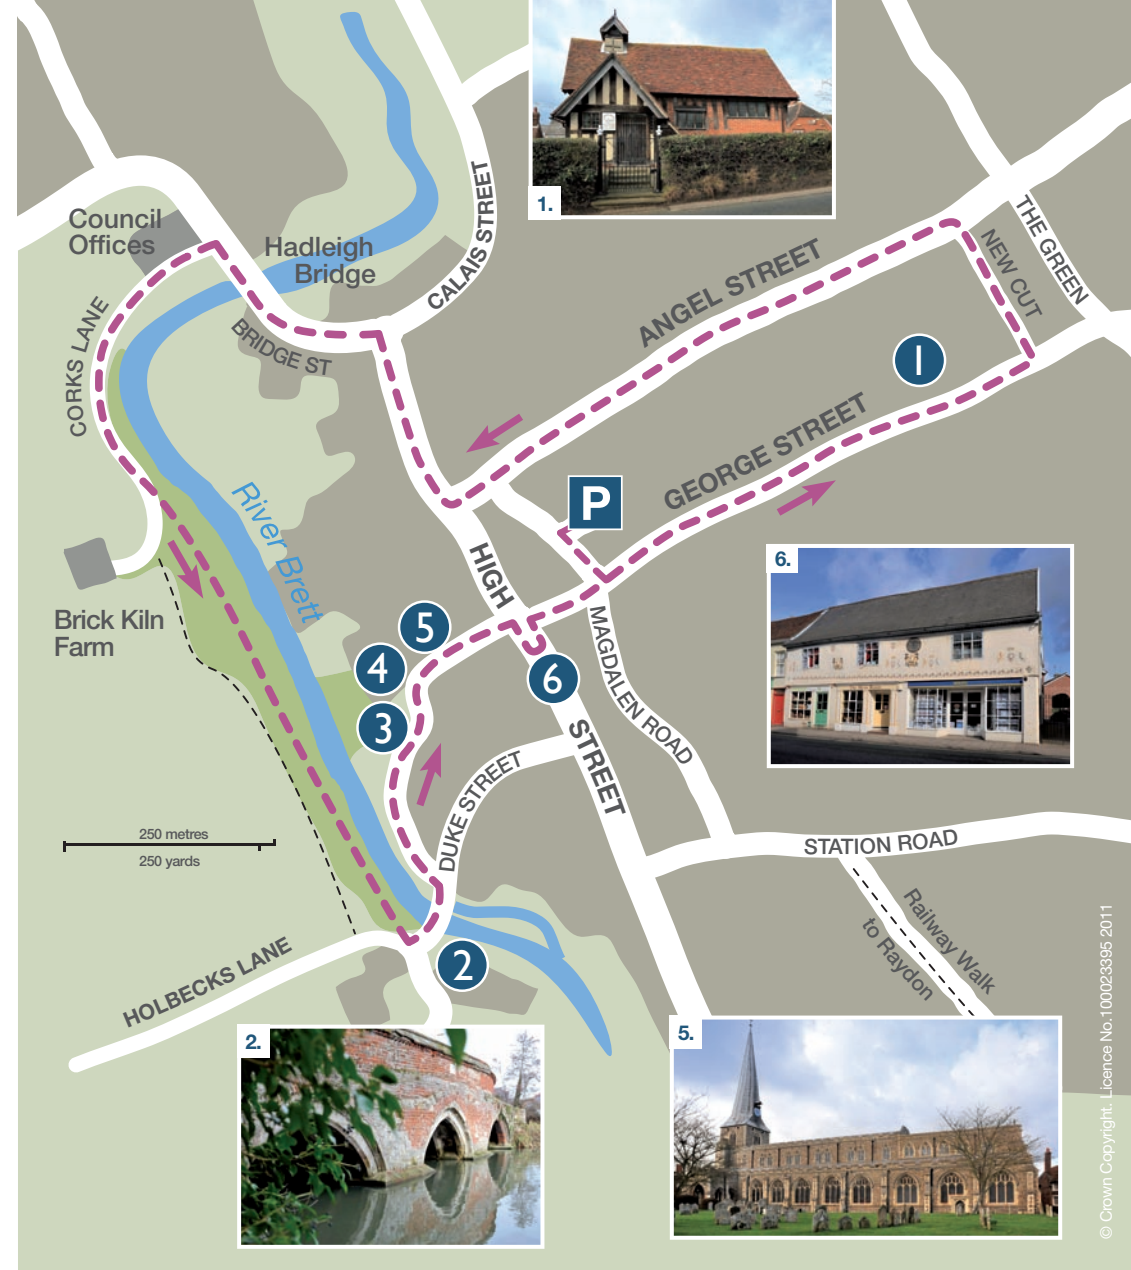 1.
Council
Offices
Hadleigh
Bridge
CALAIS STREET
THE GREEN
NEW CUT
ANGEL STREET
CORKS LANE
BRIDGE ST
1
GEORGE STREET
P
River Brett
HIGH
STREET
6.
Brick Kiln
Farm
5
4
6
3
MAGDALEN ROAD
DUKE STREET
250 metres
250 yards
STATION ROAD
Railway Walk
to Raydon
HOLBECKS LANE
2
2.
5.
© Crown Copyright. Licence No.100023395 2011